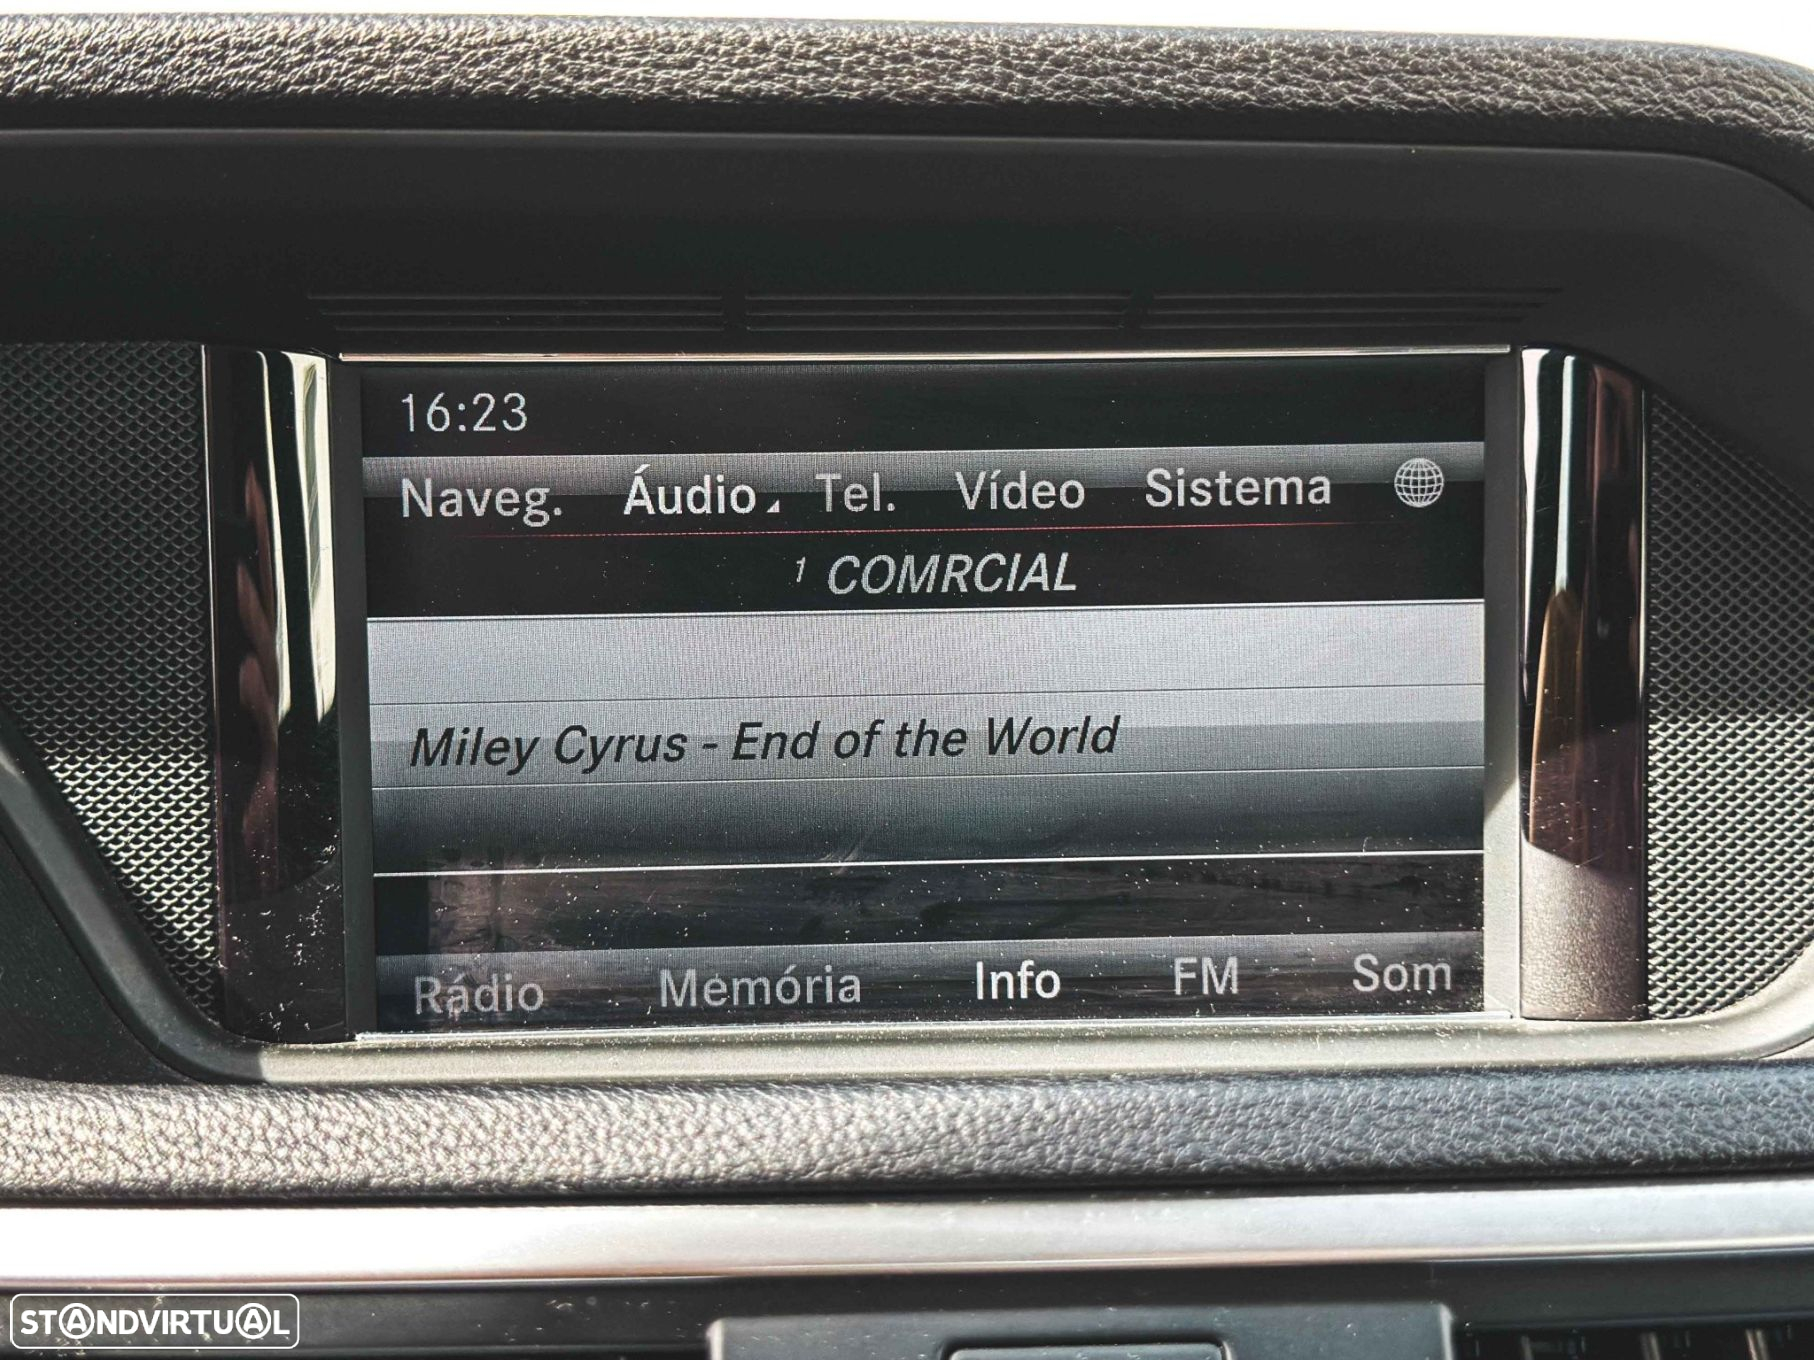 16:23
Naveg. Áudio Tel. Vídeo Sistema
1 COMRCIAL
Miley Cyrus - End of the World
Rádio Memória Info FM Som
STANDVIRTUAL